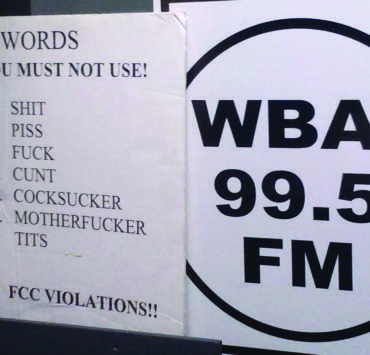 WORDS
U MUST NOT USE!
SHIT
PISS
FUCK
CUNT
COCKSUCKER
MOTHERFUCKER
TITS
FCC VIOLATIONS!!
WBA
99.5
FM